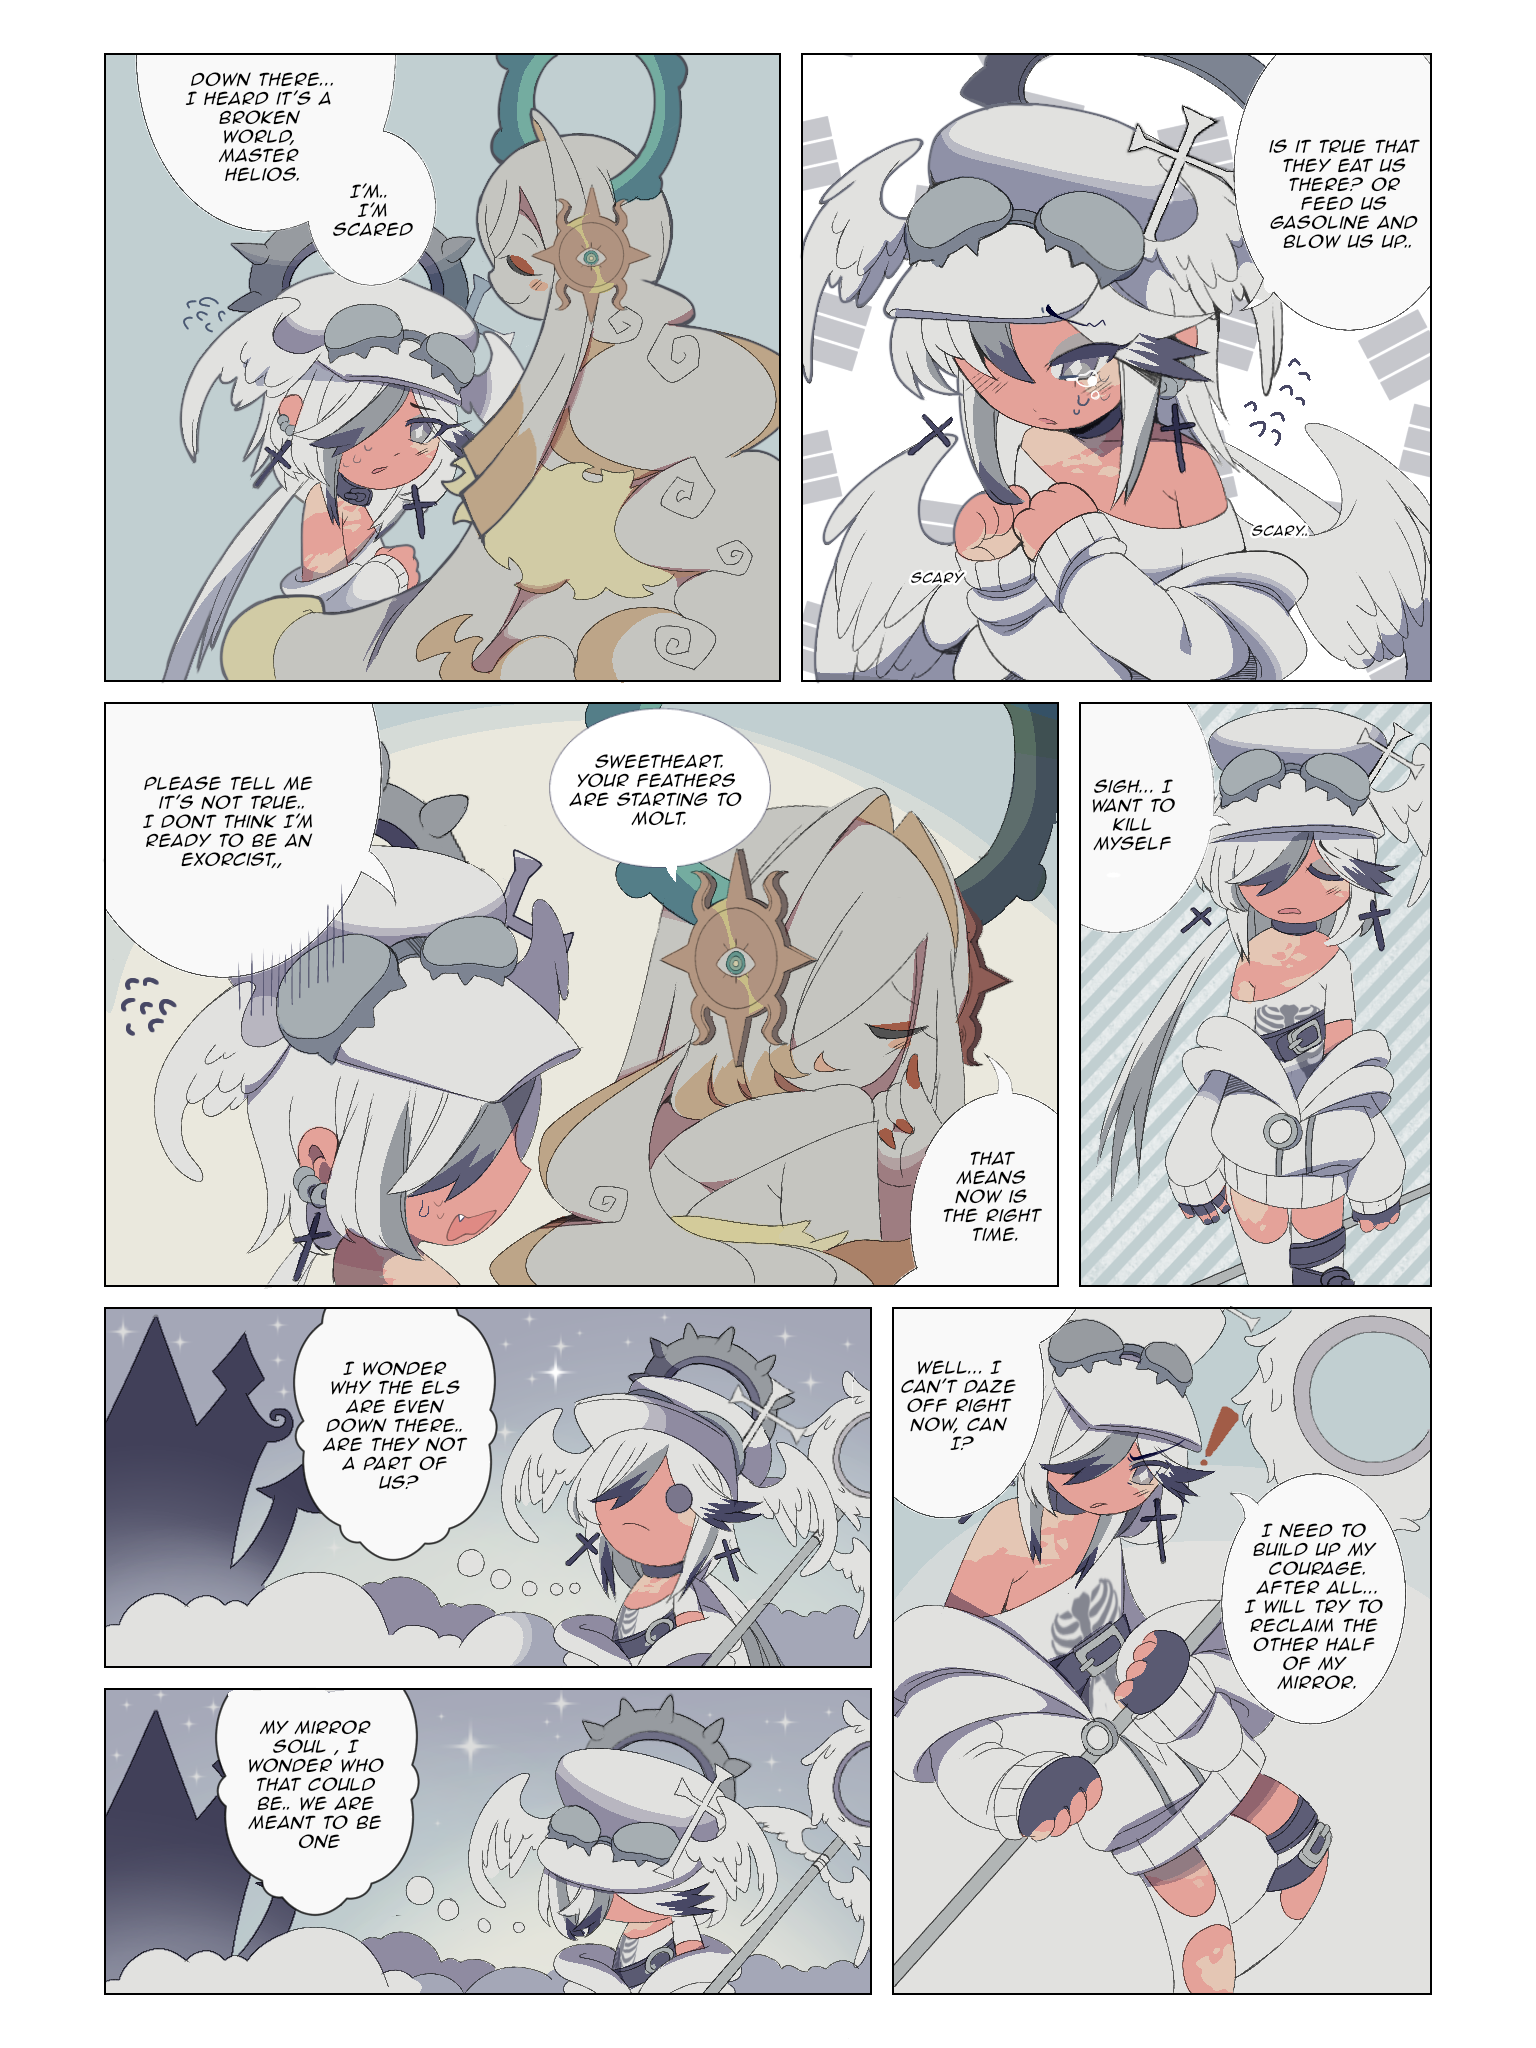 DOWN THERE...
I HEARD IT'S A
BROKEN
WORLD,
MASTER
HELIOS.
I'M..
I'M
SCARED
IS IT TRUE THAT
THEY EAT US
THERE? OR
FEED US
GASOLINE AND
BLOW US UP..
SCARY..
SCARY
PLEASE TELL ME
IT'S NOT TRUE..
I DONT THINK I'M
READY TO BE AN
EXORCIST,,
SWEETHEART.
YOUR FEATHERS
ARE STARTING TO
MOLT.
THAT
MEANS
NOW IS
THE RIGHT
TIME.
SIGH... I
WANT TO
KILL
MYSELF
I WONDER
WHY THE ELS
ARE EVEN
DOWN THERE..
ARE THEY NOT
A PART OF
US?
MY MIRROR
SOUL , I
WONDER WHO
THAT COULD
BE.. WE ARE
MEANT TO BE
ONE
WELL... I
CAN'T DAZE
OFF RIGHT
NOW, CAN
I?
!
I NEED TO
BUILD UP MY
COURAGE.
AFTER ALL...
I WILL TRY TO
RECLAIM THE
OTHER HALF
OF MY
MIRROR.